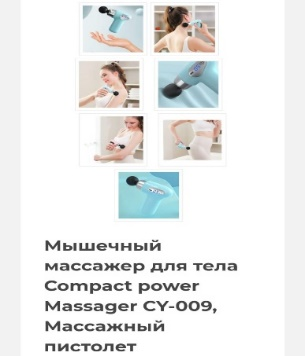 Мышечный
массажер для тела
Compact power
Massager CY-009,
Массажный
пистолет